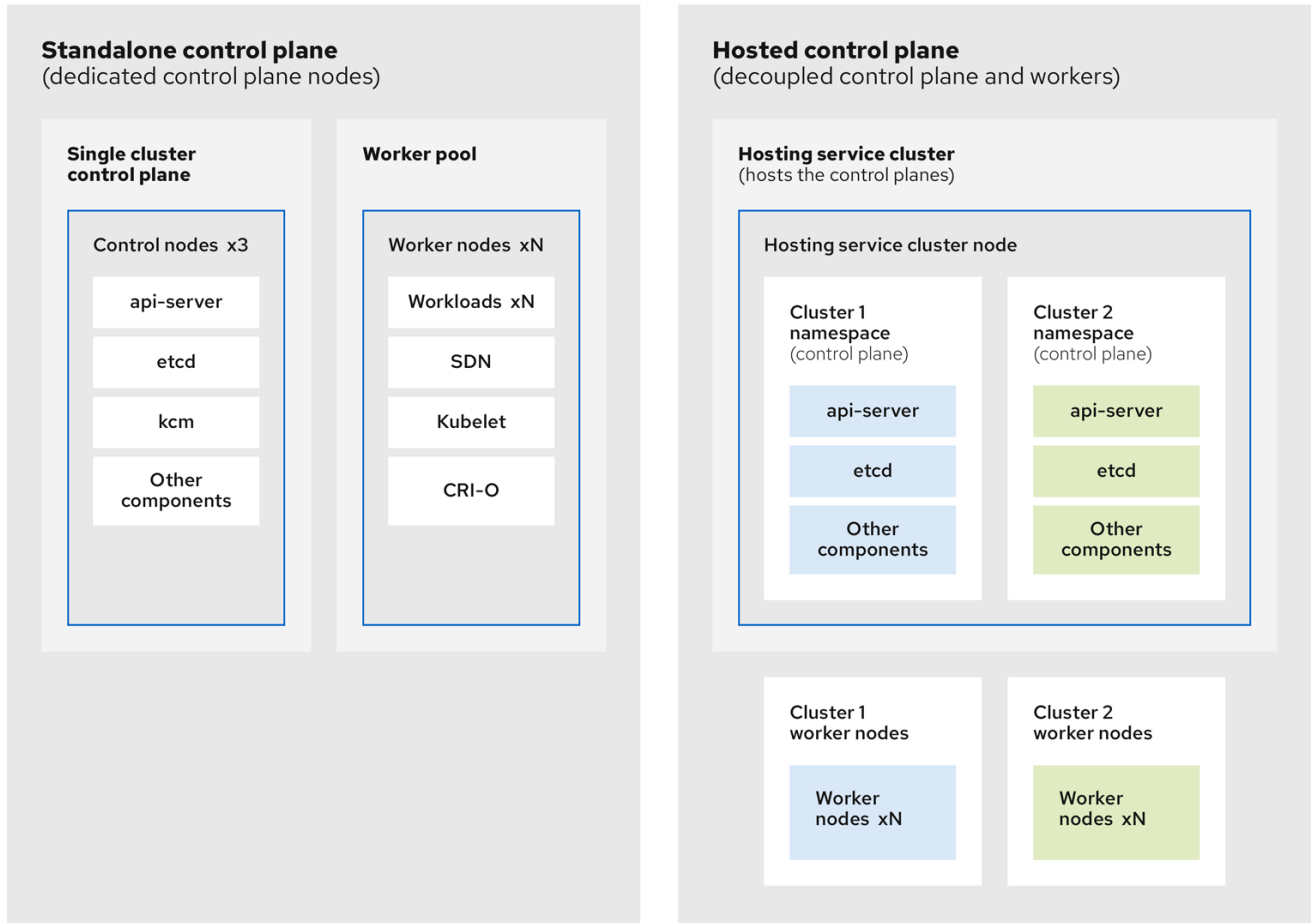 Standalone control plane
(dedicated control plane nodes)
Single cluster
control plane
Control nodes x3
api-server
etcd
kcm
Other
components
Worker pool
Worker nodes xN
Workloads xN
SDN
Kubelet
CRI-O
Hosted control plane
(decoupled control plane and workers)
Hosting service cluster
(hosts the control planes)
Hosting service cluster node
Cluster 1
namespace
(control plane)
api-server
etcd
Other
components
Cluster 2
namespace
(control plane)
api-server
etcd
Other
components
Cluster 1
worker nodes
Worker
nodes xN
Cluster 2
worker nodes
Worker
nodes xN